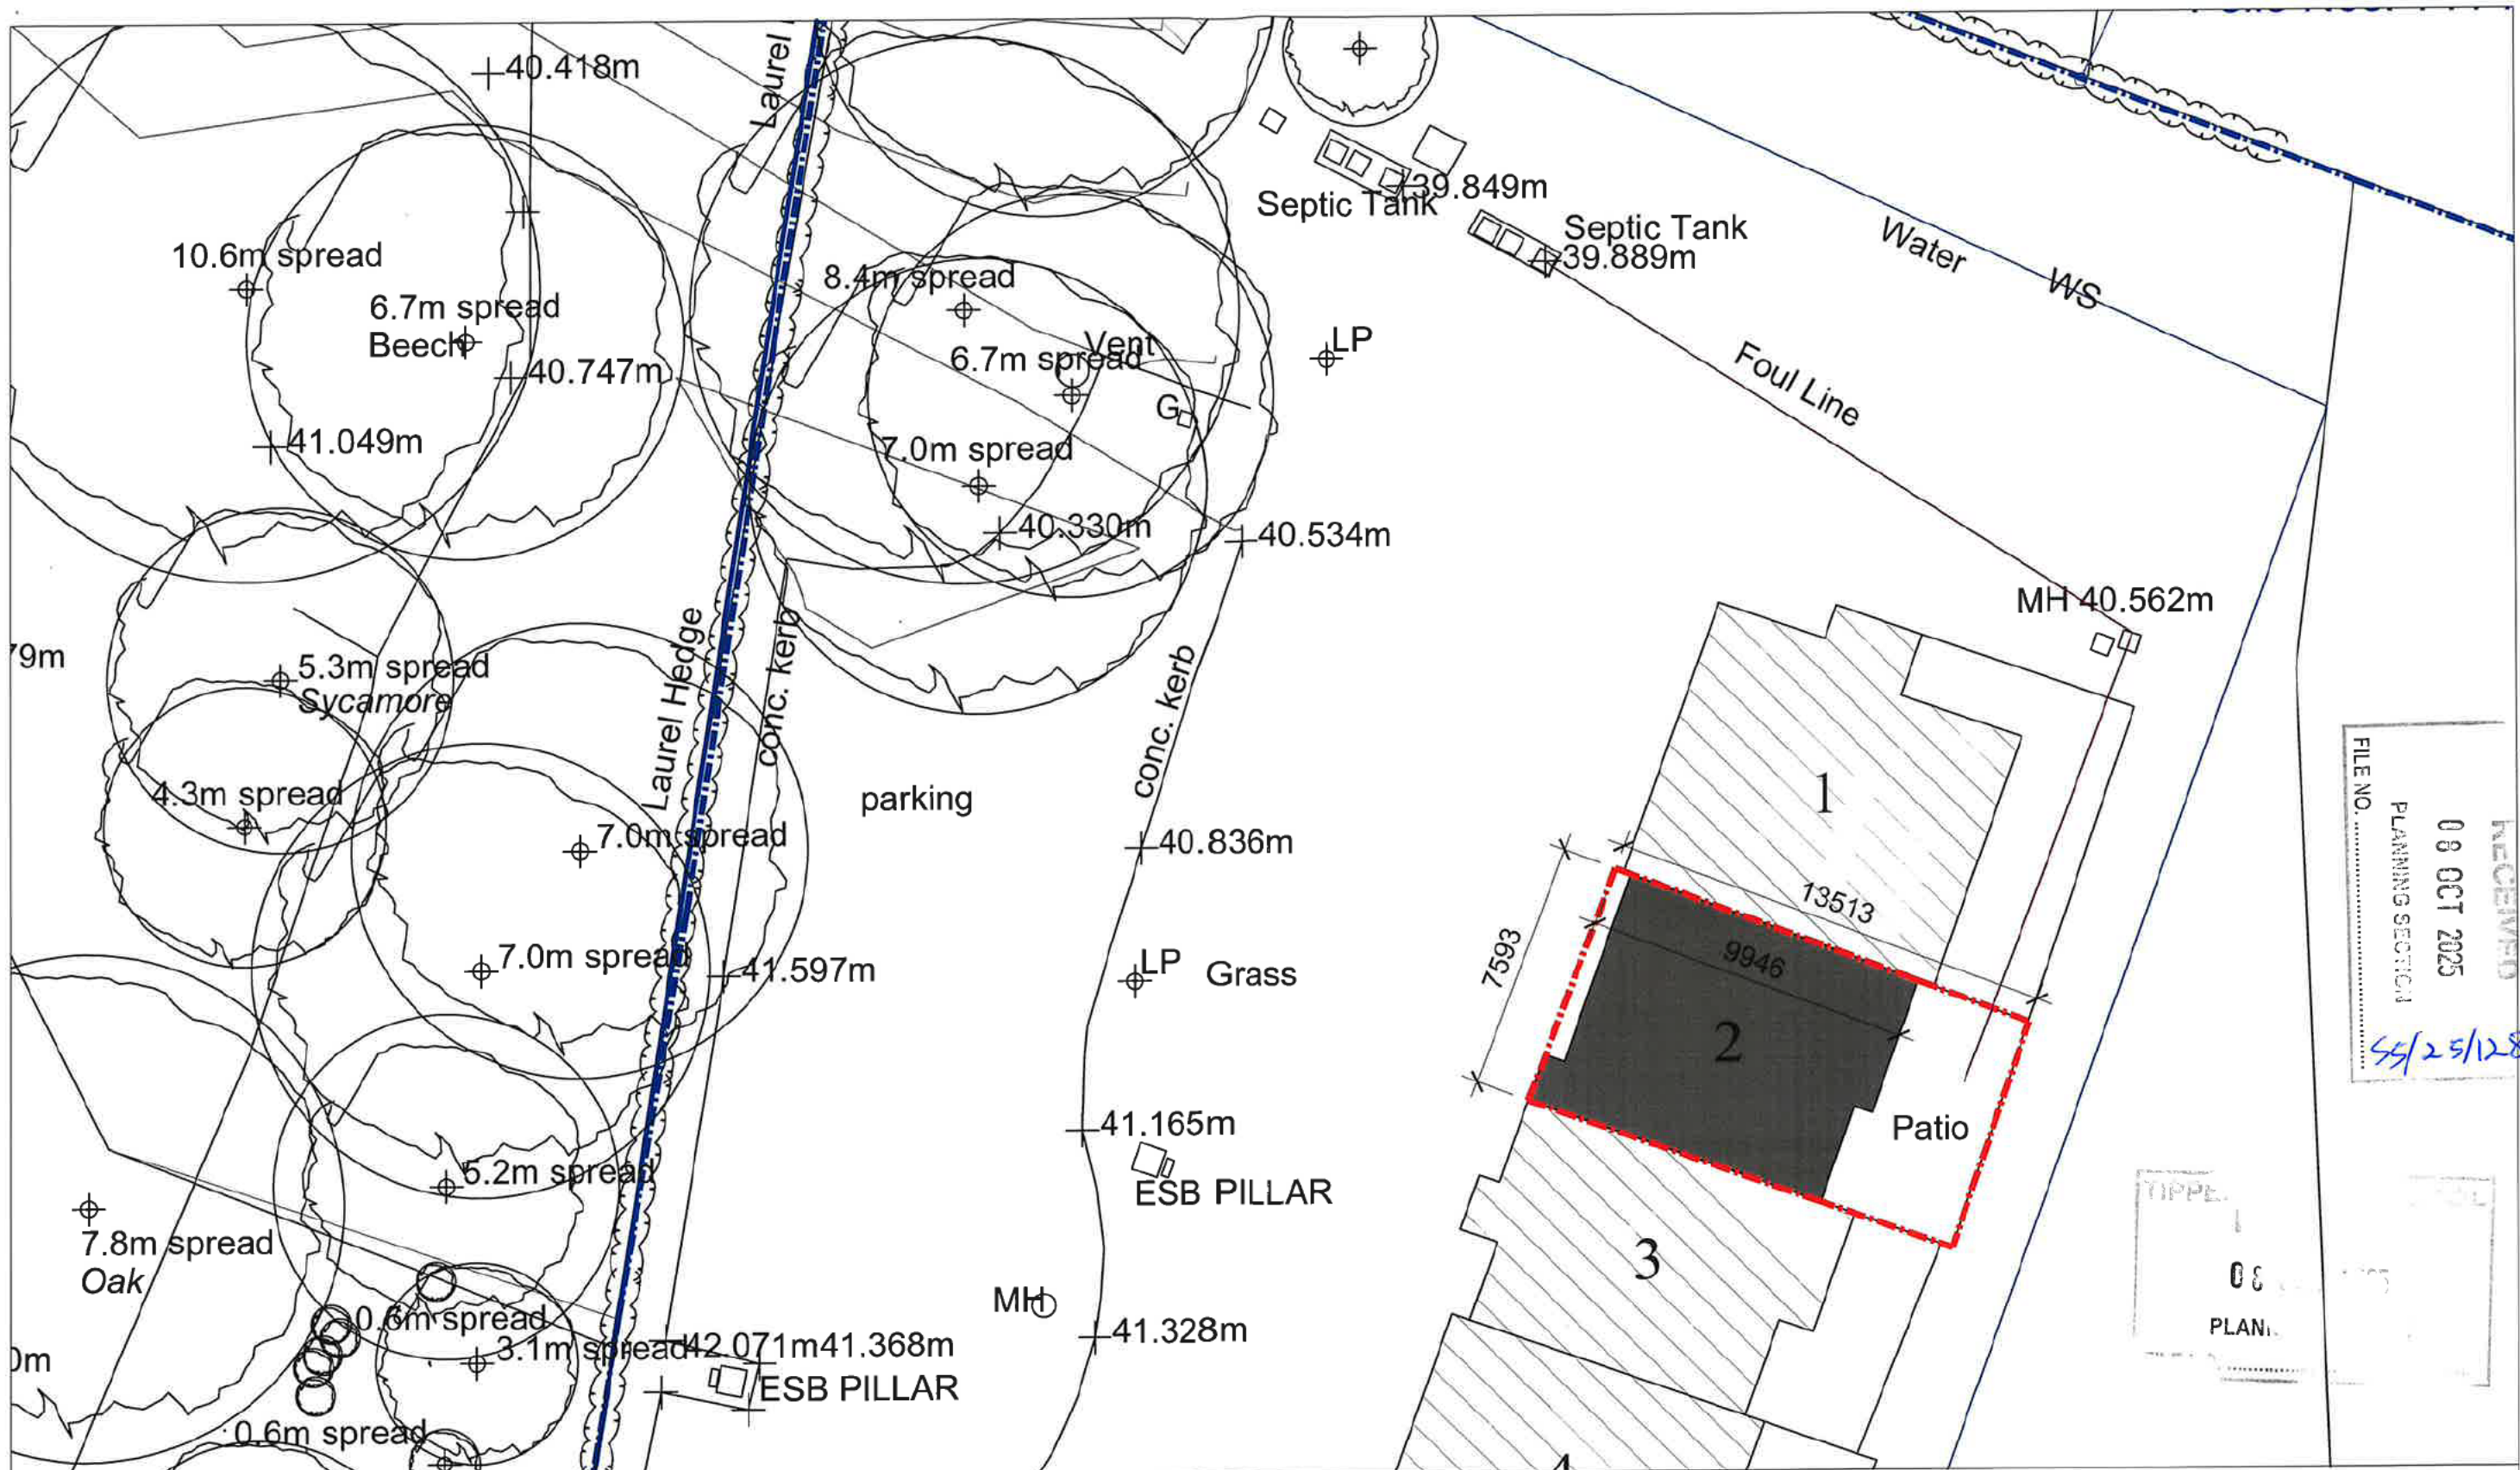 Laurel
40.418m
39.849m
Septic Tank
Septic Tank
39.889m
Water
WS
10.6m spread
8.4m spread
6.7m spread
Beech
Vent
6.7m spread
LP
Foul Line
40.747m
G
41.049m
7.0m spread
40.330m
40.534m
MH 40.562m
Laurel Hedge
conc. kerb
conc. kerb
79m
5.3m spread
Sycamore
4.3m spread
parking
1
7.0m spread
40.836m
13513
7593
9946
7.0m spread
41.597m
LP
Grass
2
41.165m
Patio
5.2m spread
ESB PILLAR
7.8m spread
Oak
3
MH
0.6m spread
3.1m spread
42.071m
41.368m
41.328m
0m
ESB PILLAR
0.6m spread
4
RECEIVED
08 OCT 2025
PLANNING SECTION
FILE NO.
S5/25/128
TIPPE
08
PLAN